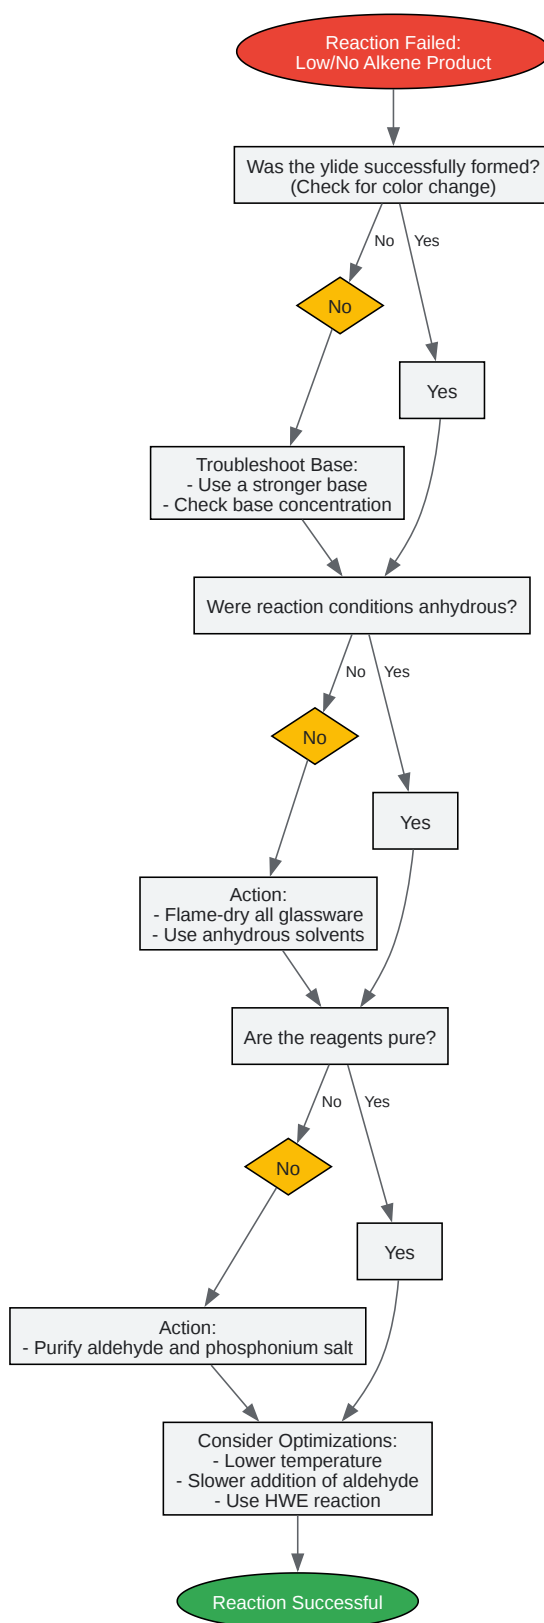 Reaction Failed:
Low/No Alkene Product
Was the ylide successfully formed?
(Check for color change)
No
Yes
No
Yes
Troubleshoot Base:
- Use a stronger base
- Check base concentration
Were reaction conditions anhydrous?
No
Yes
No
Yes
Action:
- Flame-dry all glassware
- Use anhydrous solvents
Are the reagents pure?
No
Yes
No
Yes
Action:
- Purify aldehyde and phosphonium salt
Consider Optimizations:
- Lower temperature
- Slower addition of aldehyde
- Use HWE reaction
Reaction Successful